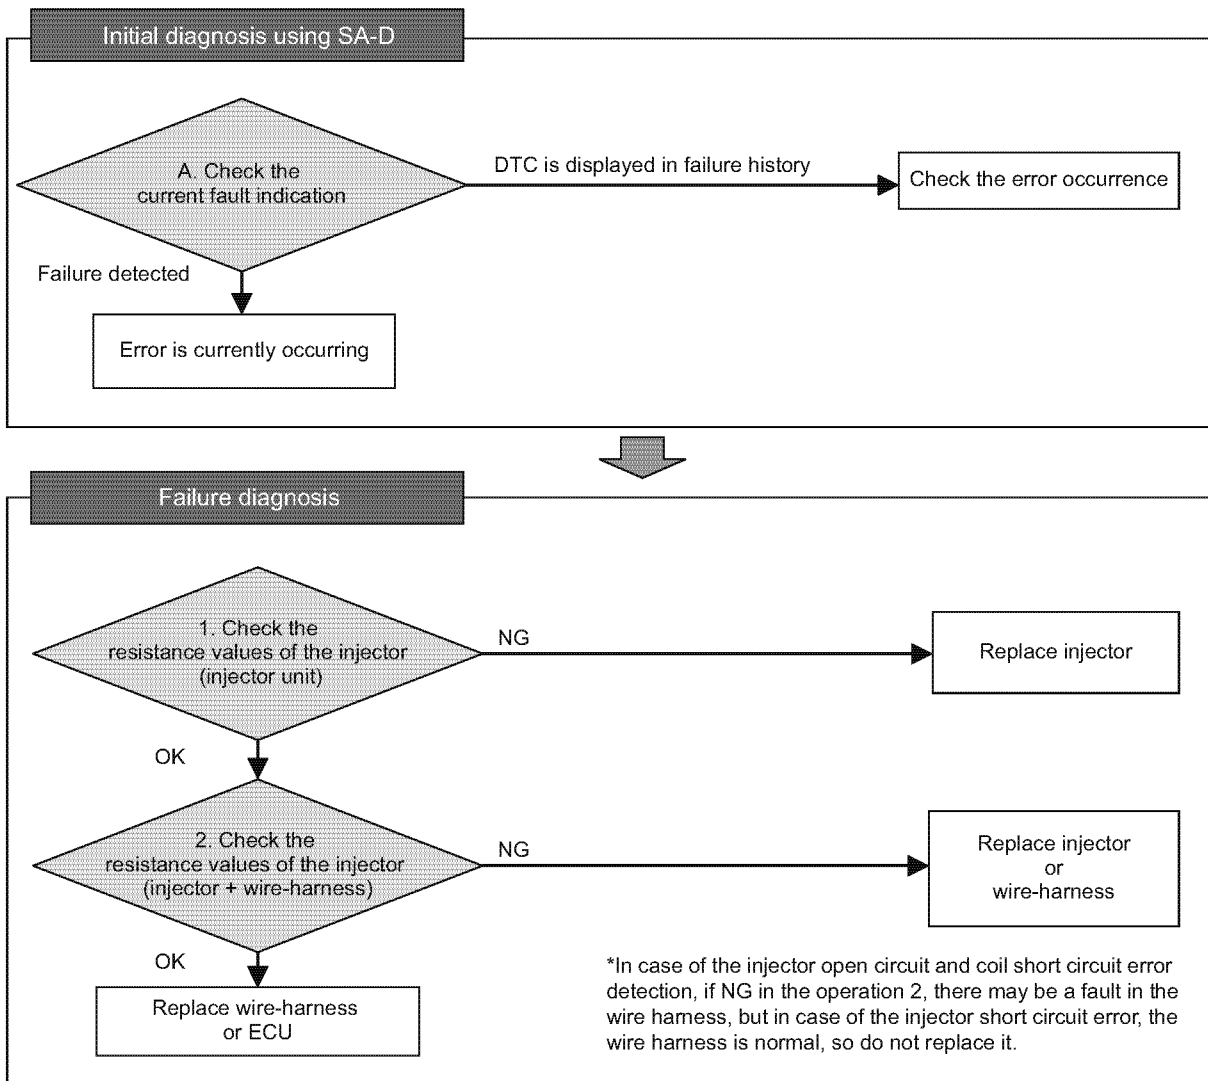 Initial diagnosis using SA-D
A. Check the
current fault indication
DTC is displayed in failure history
Check the error occurrence
Failure detected
Error is currently occurring
Failure diagnosis
1. Check the
resistance values of the injector
(injector unit)
NG
Replace injector
OK
2. Check the
resistance values of the injector
(injector + wire-harness)
NG
Replace injector
or
wire-harness
OK
Replace wire-harness
or ECU
*In case of the injector open circuit and coil short circuit error
detection, if NG in the operation 2, there may be a fault in the
wire harness, but in case of the injector short circuit error, the
wire harness is normal, so do not replace it.